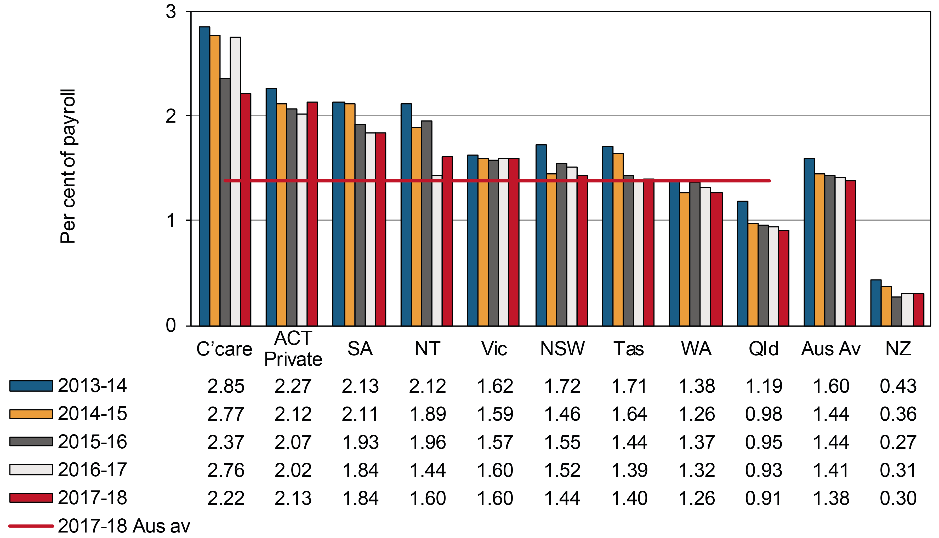 3
2
1
0
Per cent of payroll
C’care ACT Private SA NT Vic NSW Tas WA Qld Aus Av NZ
2013-14 2.85 2.27 2.13 2.12 1.62 1.72 1.71 1.38 1.19 1.60 0.43
2014-15 2.77 2.12 2.11 1.89 1.59 1.46 1.64 1.26 0.98 1.44 0.36
2015-16 2.37 2.07 1.93 1.96 1.57 1.55 1.44 1.37 0.95 1.44 0.27
2016-17 2.76 2.02 1.84 1.44 1.60 1.52 1.39 1.32 0.93 1.41 0.31
2017-18 2.22 2.13 1.84 1.60 1.60 1.44 1.40 1.26 0.91 1.38 0.30
2017-18 Aus av